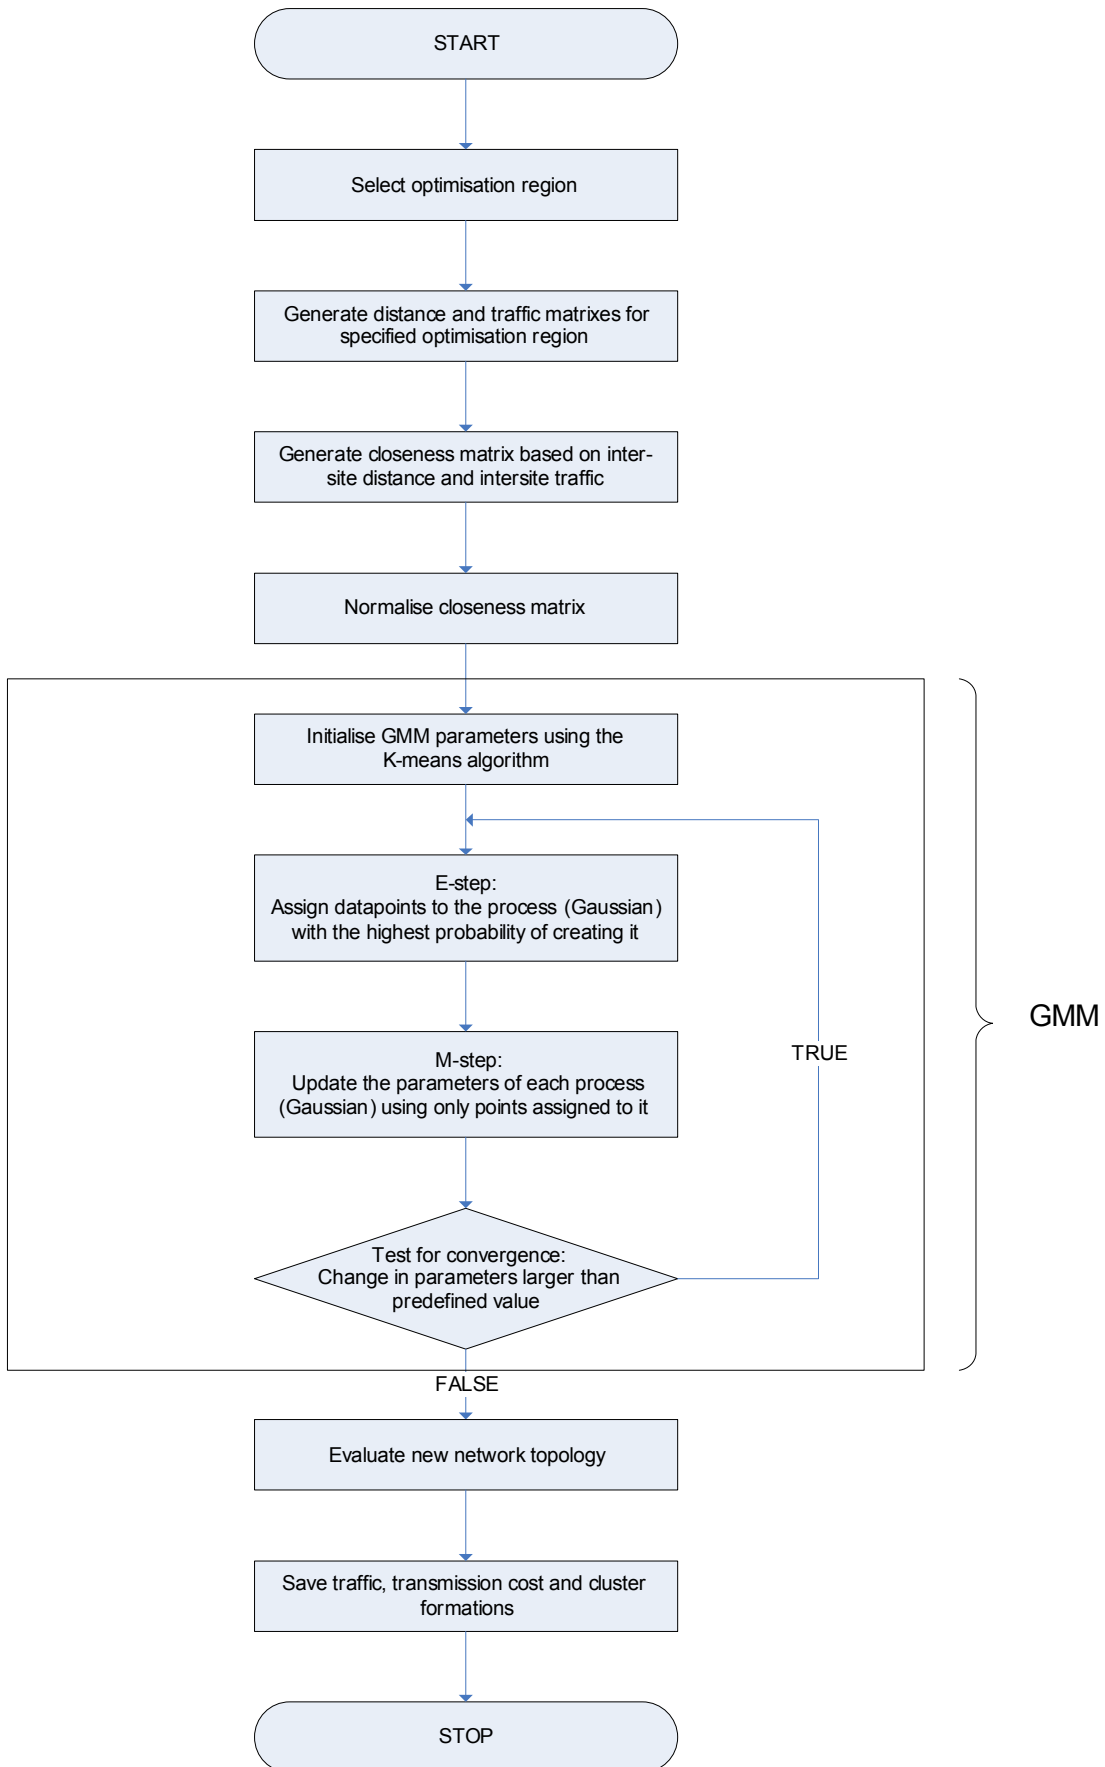 START
Select optimisation region
Generate distance and traffic matrixes for
specified optimisation region
Generate closeness matrix based on inter-
site distance and intersite traffic
Normalise closeness matrix
Initialise GMM parameters using the
K-means algorithm
E-step:
Assign datapoints to the process (Gaussian)
with the highest probability of creating it
GMM
M-step:
Update the parameters of each process
(Gaussian) using only points assigned to it
TRUE
Test for convergence:
Change in parameters larger than
predefined value
FALSE
Evaluate new network topology
Save traffic, transmission cost and cluster
formations
STOP